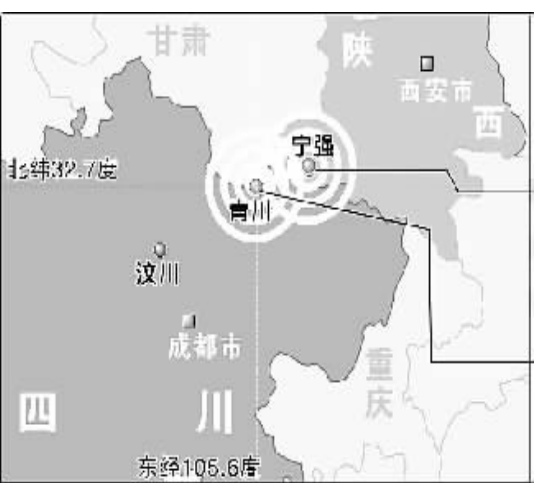 甘肃
陕
西安市
西
宁强
北纬32.7度
青川
汶川
成都市
重
庆
四 川
东经105.6度